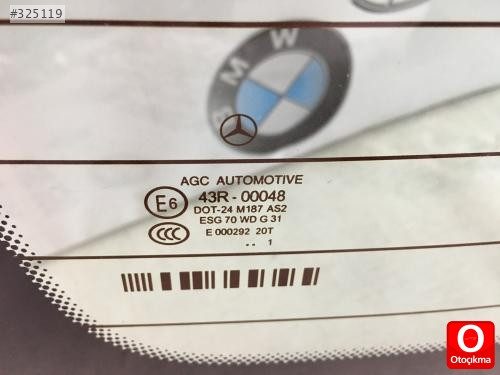 #325119
BMW
AGC AUTOMOTIVE
E6
43R - 00048
DOT-24 M187 AS2
ESG 70 WD G 31
CCC
E 000292 20T
.. 1
O
Otoçıkma